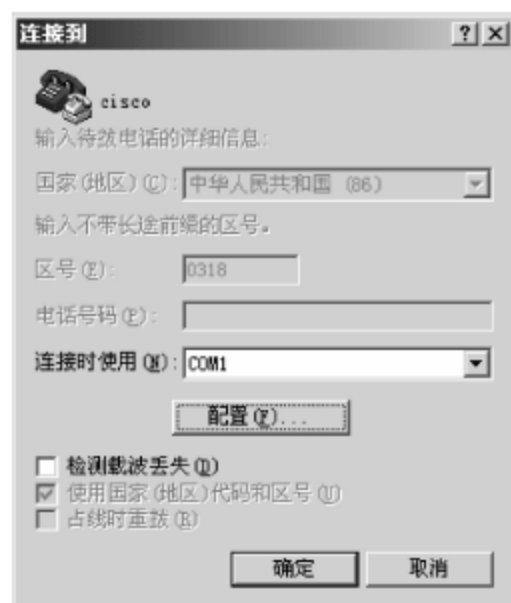 连接到
cisco
输入待拨电话的详细信息:
国家(地区)(C): 中华人民共和国 (86)
输入不带长途前缀的区号。
区号(E): 0318
电话号码(P):
连接时使用(N): COM1
配置(F)...
检测载波丢失(D)
使用国家(地区)代码和区号(U)
占线时重拨(R)
确定 取消